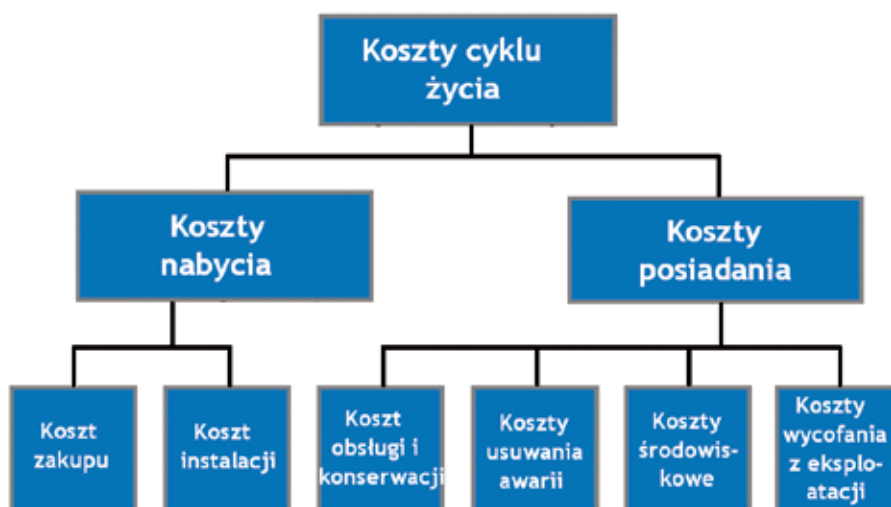 Koszty cyklu
życia
Koszty
nabycia
Koszty
posiadania
Koszt
zakupu
Koszt
instalacji
Koszt
obsługi i
konserwacji
Koszty
usuwania
awarii
Koszty
środowis-
kowe
Koszty
wycofania
z eksplo-
atacji